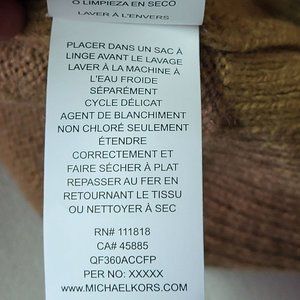 O LIMPIEZA EN SECO
LAVER À L'ENVERS
PLACER DANS UN SAC À
LINGE AVANT LE LAVAGE
LAVER À LA MACHINE À
L'EAU FROIDE
SÉPARÉMENT
CYCLE DÉLICAT
AGENT DE BLANCHIMENT
NON CHLORÉ SEULEMENT
ÉTENDRE
CORRECTEMENT ET
FAIRE SÉCHER À PLAT
REPASSER AU FER EN
RETOURNANT LE TISSU
OU NETTOYER À SEC
RN# 111818
CA# 45885
QF360ACCFP
PER NO: XXXXX
WWW.MICHAELKORS.COM